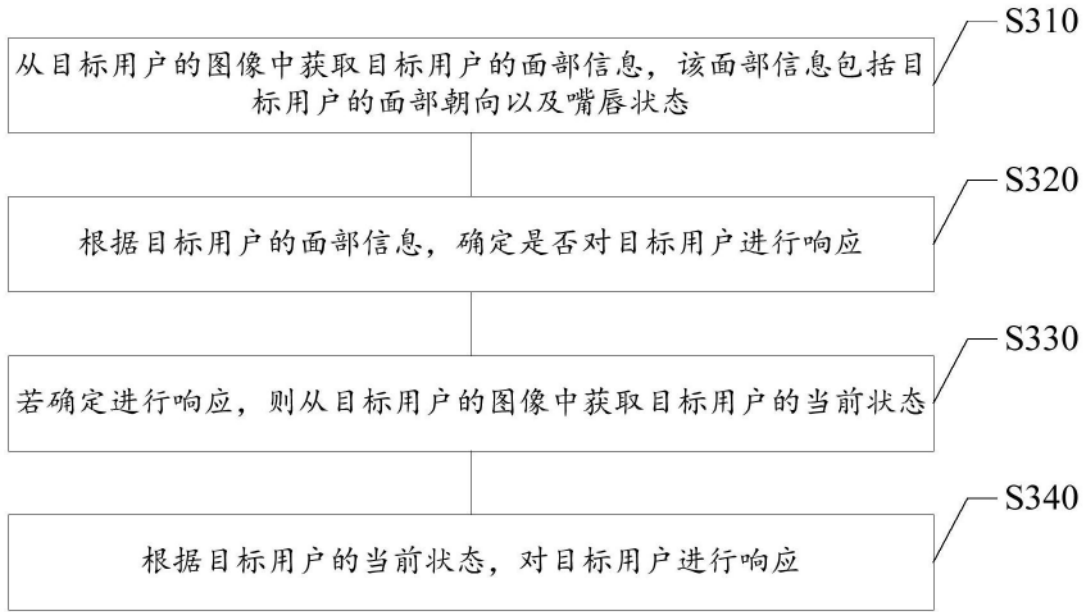 S310
从目标用户的图像中获取目标用户的面部信息，该面部信息包括目
标用户的面部朝向以及嘴唇状态
S320
根据目标用户的面部信息，确定是否对目标用户进行响应
S330
若确定进行响应，则从目标用户的图像中获取目标用户的当前状态
S340
根据目标用户的当前状态，对目标用户进行响应